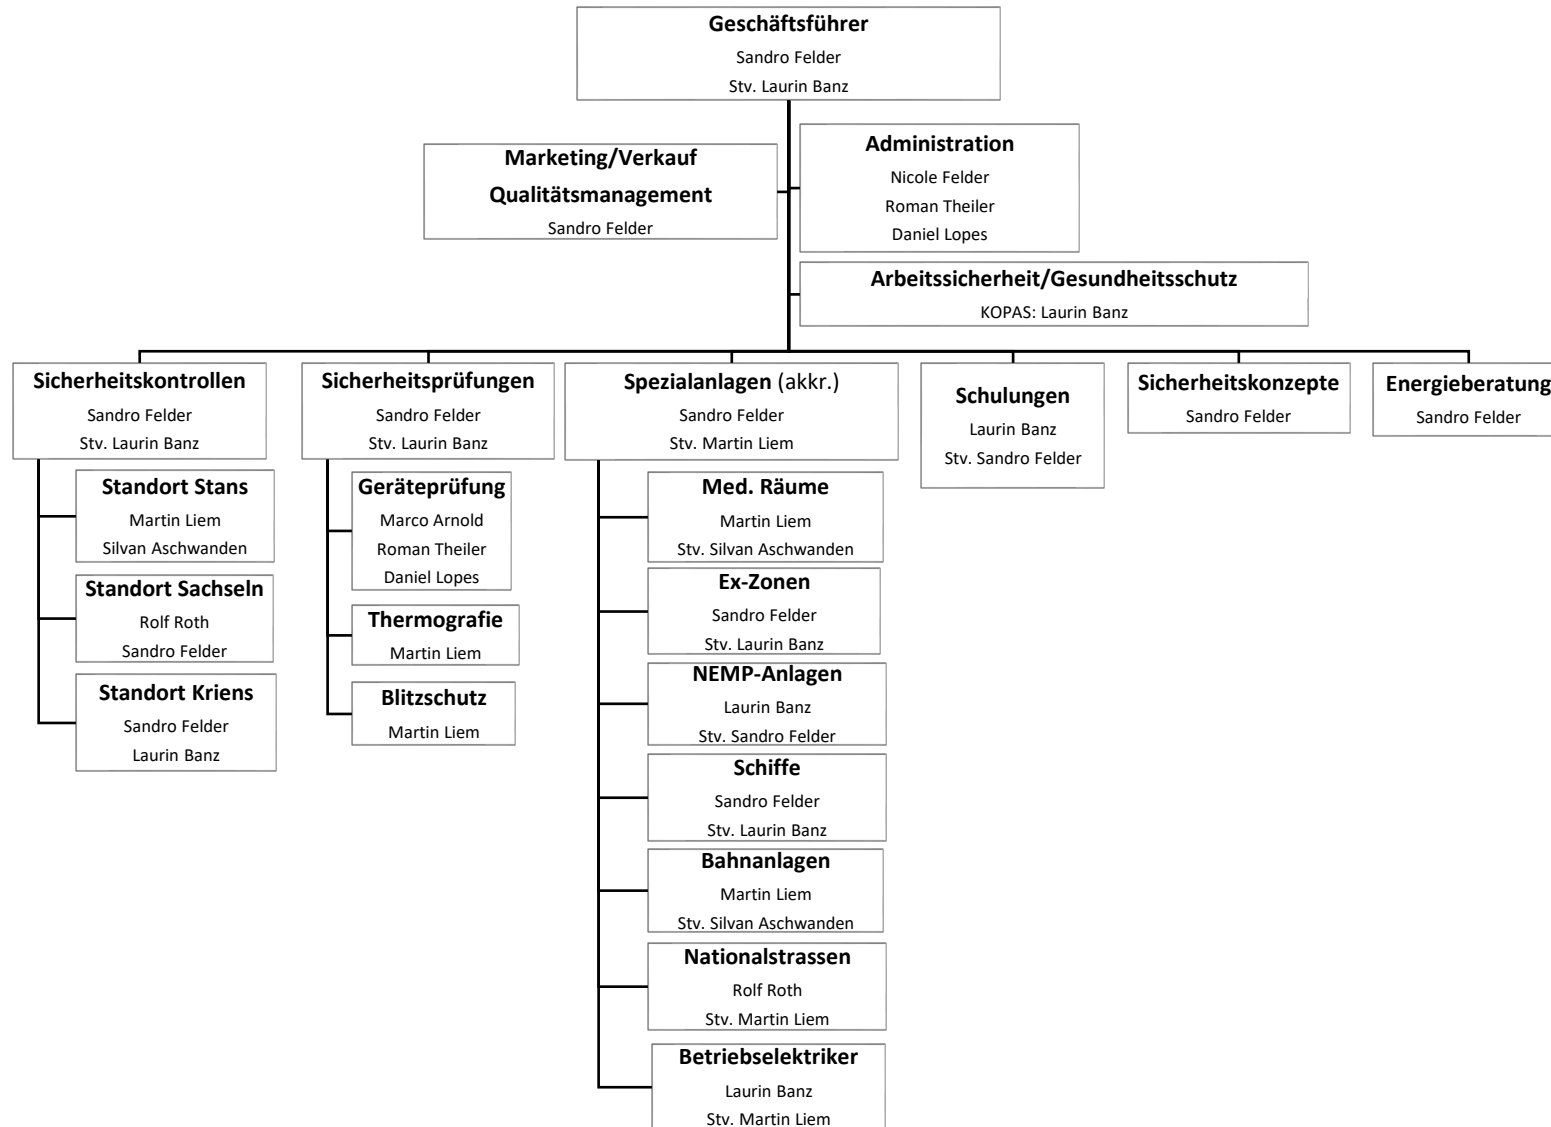 Geschäftsführer
Sandro Felder
Stv. Laurin Banz
Marketing/Verkauf
Qualitätsmanagement
Sandro Felder
Administration
Nicole Felder
Roman Theiler
Daniel Lopes
Arbeitssicherheit/Gesundheitsschutz
KOPAS: Laurin Banz
Sicherheitskontrollen
Sandro Felder
Stv. Laurin Banz
Standort Stans
Martin Liem
Silvan Aschwanden
Standort Sachseln
Rolf Roth
Sandro Felder
Standort Kriens
Sandro Felder
Laurin Banz
Sicherheitsprüfungen
Sandro Felder
Stv. Laurin Banz
Geräteprüfung
Marco Arnold
Roman Theiler
Daniel Lopes
Thermografie
Martin Liem
Blitzschutz
Martin Liem
Spezialanlagen (akkr.)
Sandro Felder
Stv. Martin Liem
Med. Räume
Martin Liem
Stv. Silvan Aschwanden
Ex-Zonen
Sandro Felder
Stv. Laurin Banz
NEMP-Anlagen
Laurin Banz
Stv. Sandro Felder
Schiffe
Sandro Felder
Stv. Laurin Banz
Bahnanlagen
Martin Liem
Stv. Silvan Aschwanden
Nationalstrassen
Rolf Roth
Stv. Martin Liem
Betriebselektriker
Laurin Banz
Stv. Martin Liem
Schulungen
Laurin Banz
Stv. Sandro Felder
Sicherheitskonzepte
Sandro Felder
Energieberatung
Sandro Felder